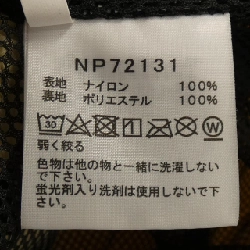 NP72131
表地 ナイロン 100%
裏地 ポリエステル 100%
30 W
弱く絞る
色物は他の物と一緒に洗濯しない
で下さい。
蛍光剤入り洗剤は使用しないで下
さい。